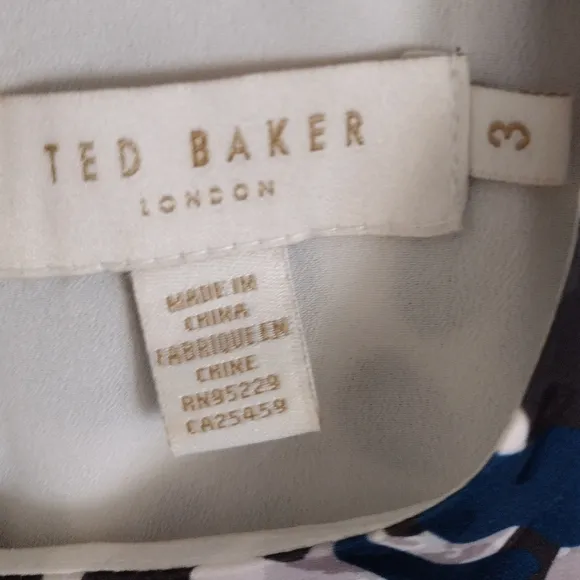 TED BAKER
LONDON
3
MADE IN
CHINA
FABRIQUE EN
CHINE
RN95229
CA25459